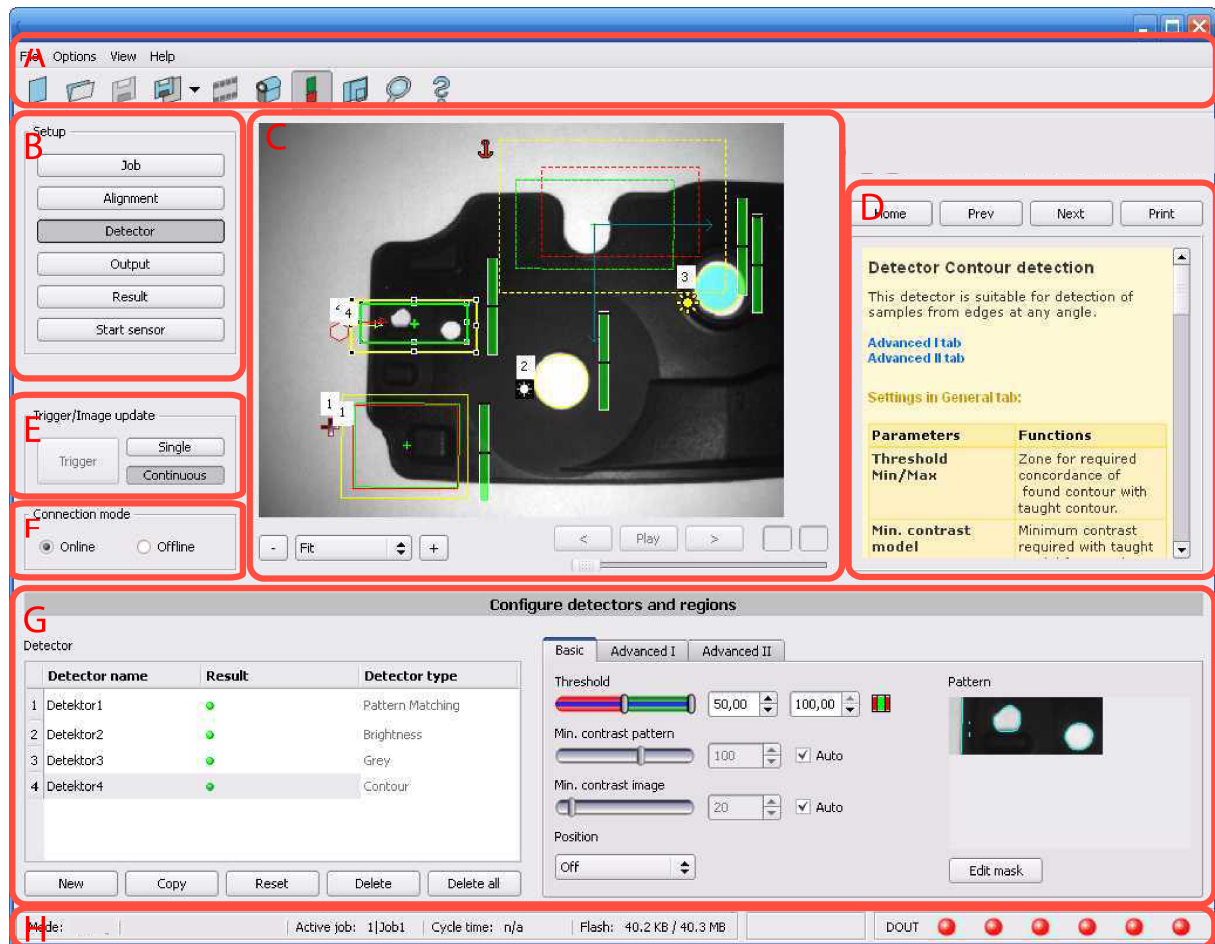 A
File Options View Help
B
Setup
Job
Alignment
Detector
Output
Result
Start sensor
C
3
4
2
1
1
D
Home Prev Next Print
Detector Contour detection
This detector is suitable for detection of
samples from edges at any angle.
Advanced I tab
Advanced II tab
Settings in General tab:
Parameters Functions
Threshold Min/Max Zone for required
concordance of
found contour with
taught contour.
Min. contrast model Minimum contrast
required with taught
E
Trigger/Image update
Trigger
Single
Continuous
F
Connection mode
Online Offline
- Fit +
< Play >
G
Configure detectors and regions
Detector
Detector name Result Detector type
1 Detektor1 Pattern Matching
2 Detektor2 Brightness
3 Detektor3 Grey
4 Detektor4 Contour
New Copy Reset Delete Delete all
Basic Advanced I Advanced II
Threshold
50,00 100,00
Min. contrast pattern
100 Auto
Min. contrast image
20 Auto
Position
Off
Pattern
Edit mask
H
Mode: Active job: 1|Job1 Cycle time: n/a Flash: 40.2 KB / 40.3 MB DOUT